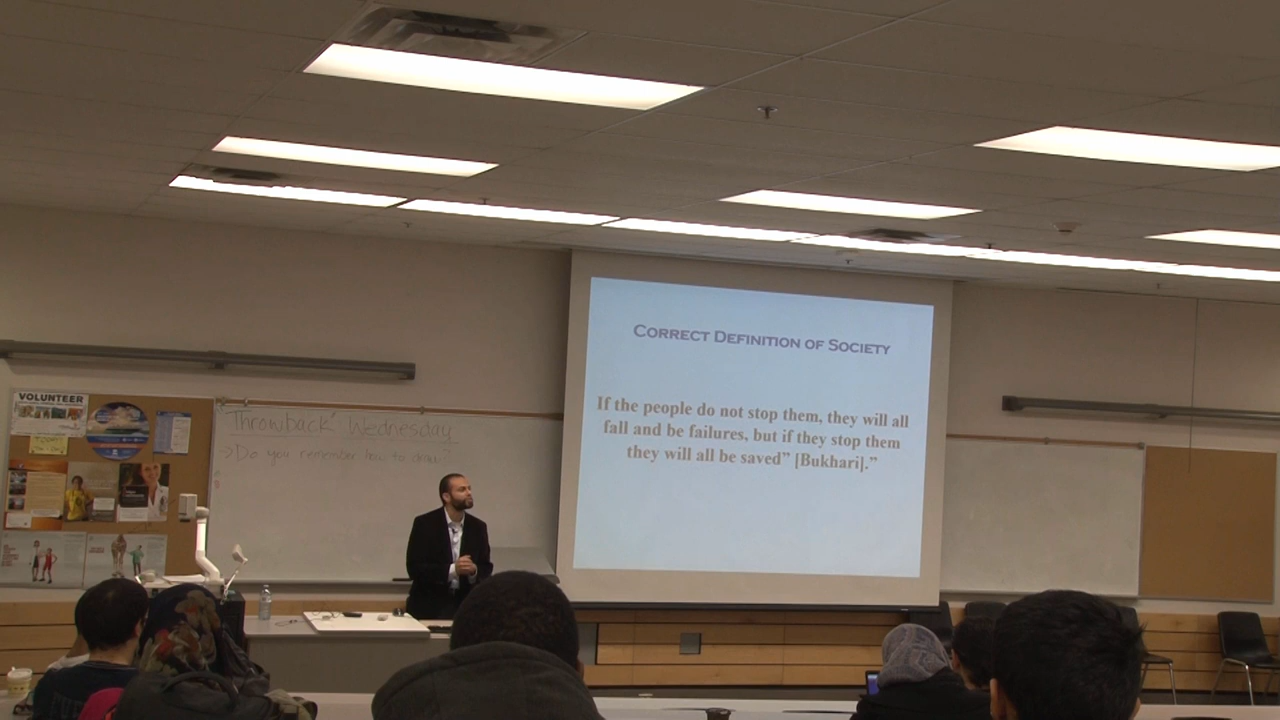 VOLUNTEER
"Throwback" Wednesday
→Do you remember how to draw?
CORRECT DEFINITION OF SOCIETY
If the people do not stop them, they will all
fall and be failures, but if they stop them
they will all be saved” [Bukhari].”